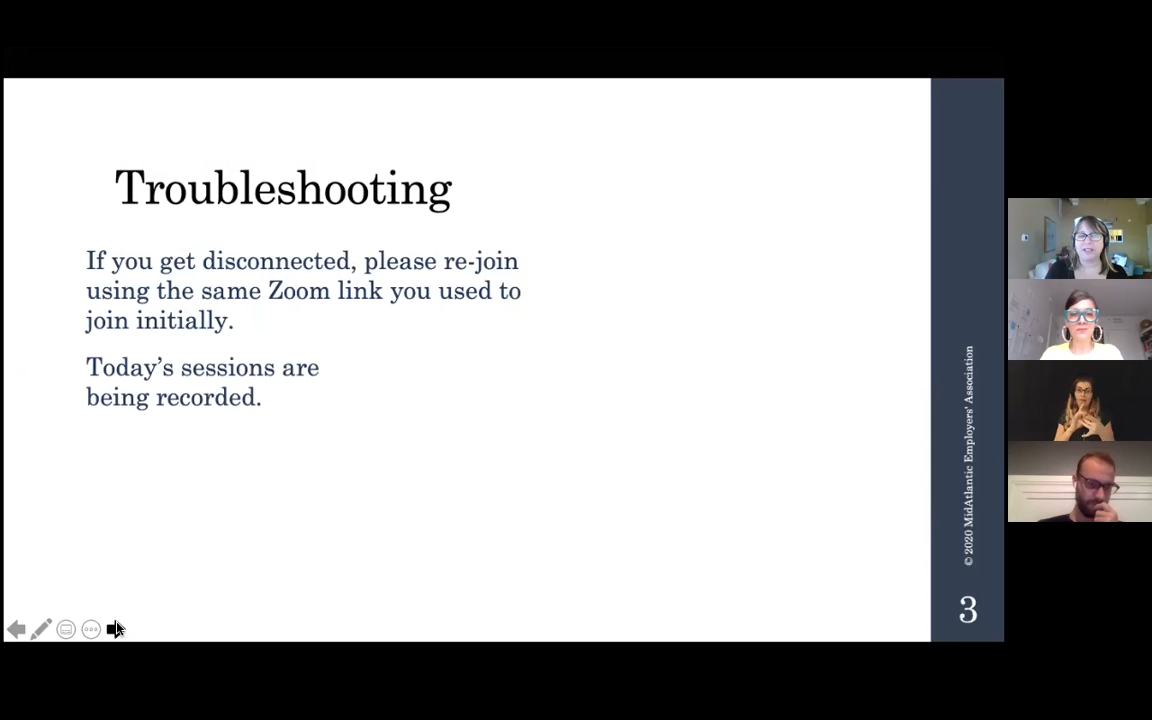 Troubleshooting
If you get disconnected, please re-join
using the same Zoom link you used to
join initially.
Today’s sessions are
being recorded.
© 2020 MidAtlantic Employers' Association
3